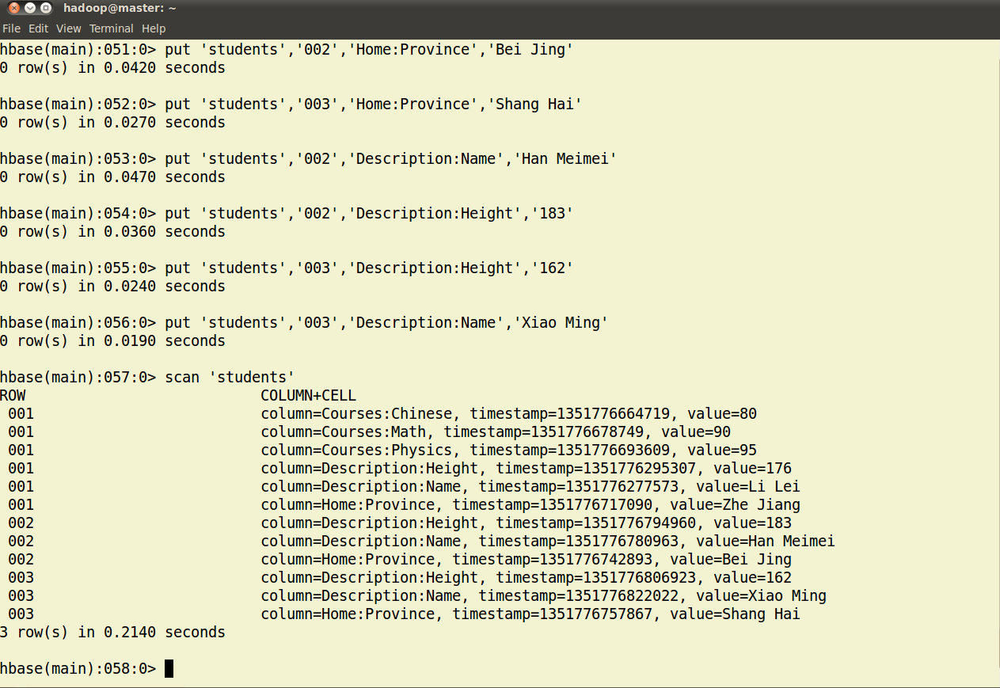 hadoop@master: ~
File Edit View Terminal Help
hbase(main):051:0> put 'students','002','Home:Province','Bei Jing'
0 row(s) in 0.0420 seconds
hbase(main):052:0> put 'students','003','Home:Province','Shang Hai'
0 row(s) in 0.0270 seconds
hbase(main):053:0> put 'students','002','Description:Name','Han Meimei'
0 row(s) in 0.0470 seconds
hbase(main):054:0> put 'students','002','Description:Height','183'
0 row(s) in 0.0360 seconds
hbase(main):055:0> put 'students','003','Description:Height','162'
0 row(s) in 0.0240 seconds
hbase(main):056:0> put 'students','003','Description:Name','Xiao Ming'
0 row(s) in 0.0190 seconds
hbase(main):057:0> scan 'students'
ROW COLUMN+CELL
001 column=Courses:Chinese, timestamp=1351776664719, value=80
001 column=Courses:Math, timestamp=1351776678749, value=90
001 column=Courses:Physics, timestamp=1351776693609, value=95
001 column=Description:Height, timestamp=1351776295307, value=176
001 column=Description:Name, timestamp=1351776277573, value=Li Lei
001 column=Home:Province, timestamp=1351776717090, value=Zhe Jiang
002 column=Description:Height, timestamp=1351776794960, value=183
002 column=Description:Name, timestamp=1351776780963, value=Han Meimei
002 column=Home:Province, timestamp=1351776742893, value=Bei Jing
003 column=Description:Height, timestamp=1351776806923, value=162
003 column=Description:Name, timestamp=1351776822022, value=Xiao Ming
003 column=Home:Province, timestamp=1351776757867, value=Shang Hai
3 row(s) in 0.2140 seconds
hbase(main):058:0>